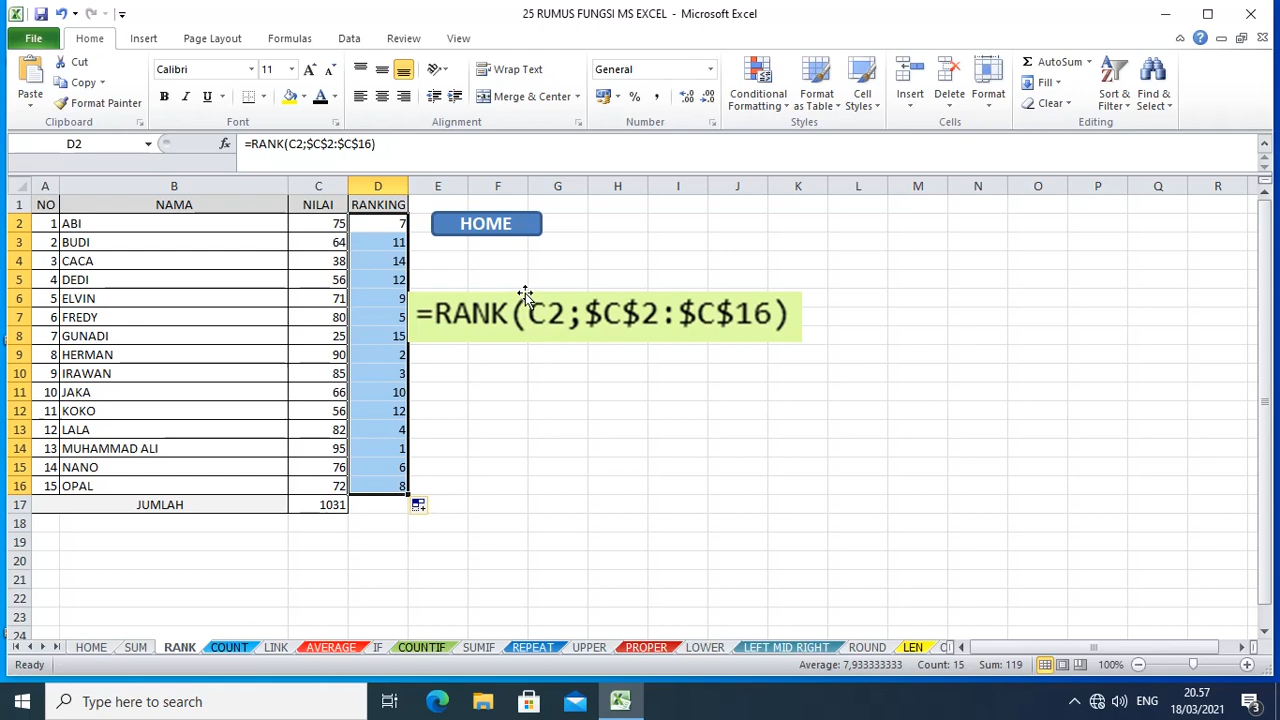 25 RUMUS FUNGSI MS EXCEL - Microsoft Excel
File Home Insert Page Layout Formulas Data Review View
Paste
Cut
Copy
Format Painter
Clipboard
Calibri 11
B I U A
Font
Wrap Text
Merge & Center
Alignment
General
% ,
Number
Conditional Formatting
Format as Table
Cell Styles
Styles
Insert
Delete
Format
Cells
AutoSum
Fill
Clear
Sort & Filter
Find & Select
Editing
D2 fx =RANK(C2;$C$2:$C$16)
A B C D E F G H I J K L M N O P Q R
1 NO NAMA NILAI RANKING
2 1 ABI 75 7
3 2 BUDI 64 11
4 3 CACA 38 14
5 4 DEDI 56 12
6 5 ELVIN 71 9
7 6 FREDY 80 5
8 7 GUNADI 25 15
9 8 HERMAN 90 2
10 9 IRAWAN 85 3
11 10 JAKA 66 10
12 11 KOKO 56 12
13 12 LALA 82 4
14 13 MUHAMMAD ALI 95 1
15 14 NANO 76 6
16 15 OPAL 72 8
17 JUMLAH 1031
18
19
20
21
22
23
24
HOME
=RANK(C2;$C$2:$C$16)
HOME SUM RANK COUNT LINK AVERAGE IF COUNTIF SUMIF REPEAT UPPER PROPER LOWER LEFT MID RIGHT ROUND LEN
Ready Average: 7,933333333 Count: 15 Sum: 119 100%
Type here to search
ENG
20.57
18/03/2021
3